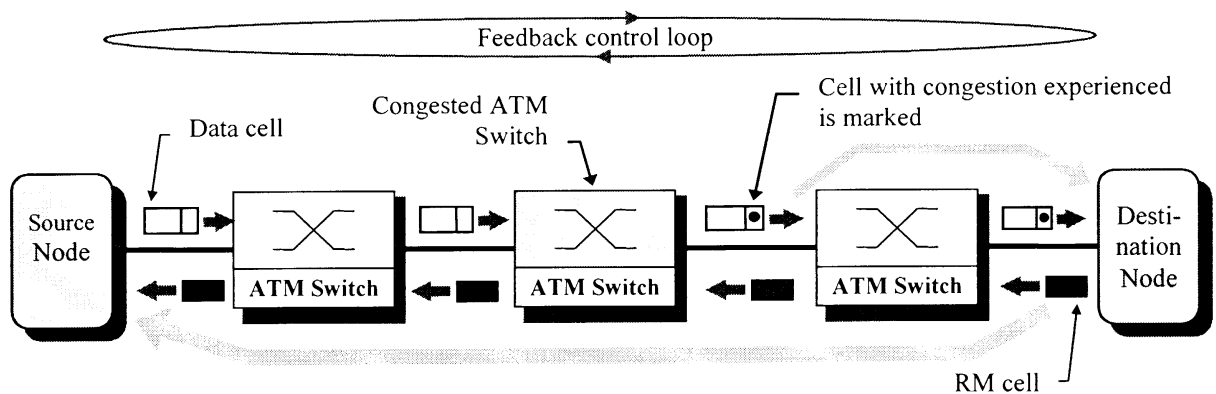 Feedback control loop
Data cell
Congested ATM
Switch
Cell with congestion experienced
is marked
Source
Node
ATM Switch
ATM Switch
ATM Switch
Desti-
nation
Node
RM cell